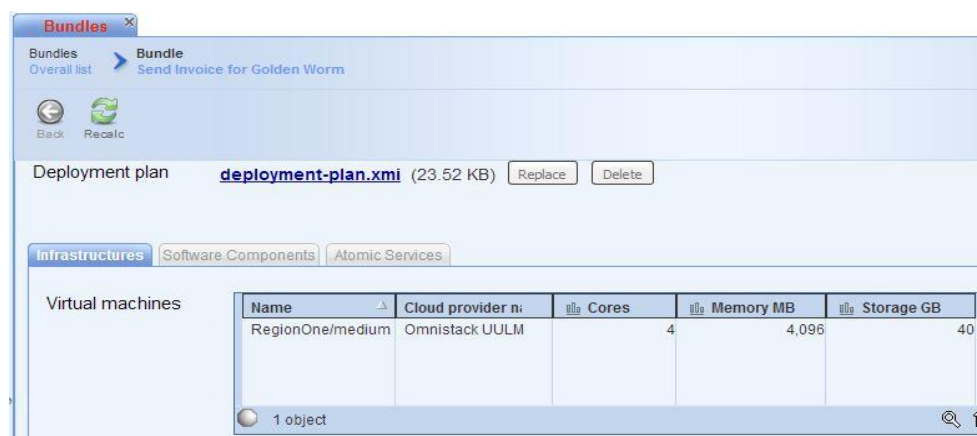 Bundles
Bundles Bundle
Overall list Send Invoice for Golden Worm
Back Recalc
Deployment plan deployment-plan.xmi (23.52 KB) Replace Delete
Infrastructures Software Components Atomic Services
Virtual machines
Name Cloud provider na Cores Memory MB Storage GB
RegionOne/medium Omnistack UULM 4 4,096 40
1 object